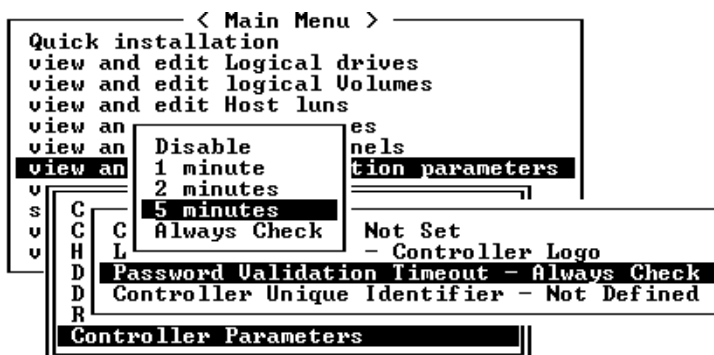 < Main Menu >
Quick installation
view and edit Logical drives
view and edit logical Volumes
view and edit Host luns
view an es
view an nels
view an tion parameters
v
s
v
v
Disable
1 minute
2 minutes
5 minutes
Always Check
C
C
H
D
D
R
Controller Parameters
C Not Set
L - Controller Logo
Password Validation Timeout - Always Check
Controller Unique Identifier - Not Defined